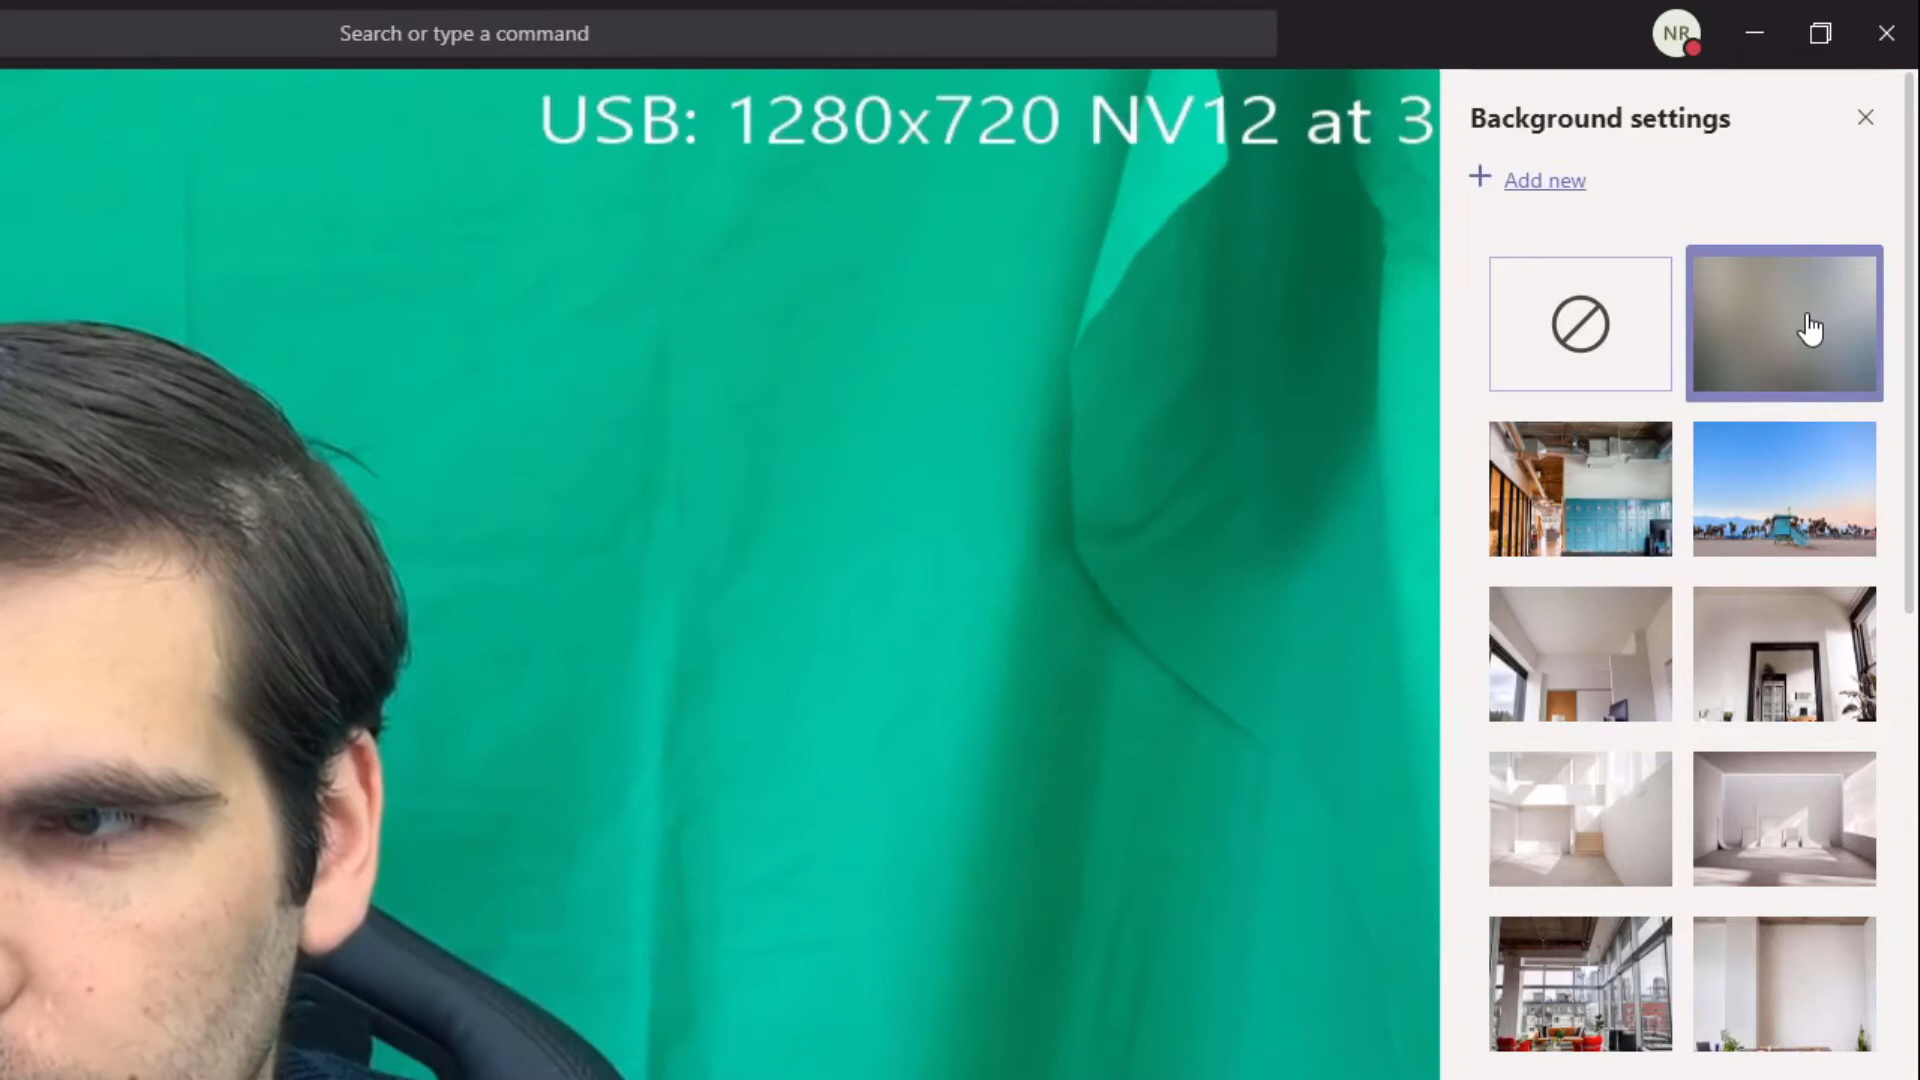 Search or type a command
NR
USB: 1280x720 NV12 at 3
Background settings
Add new